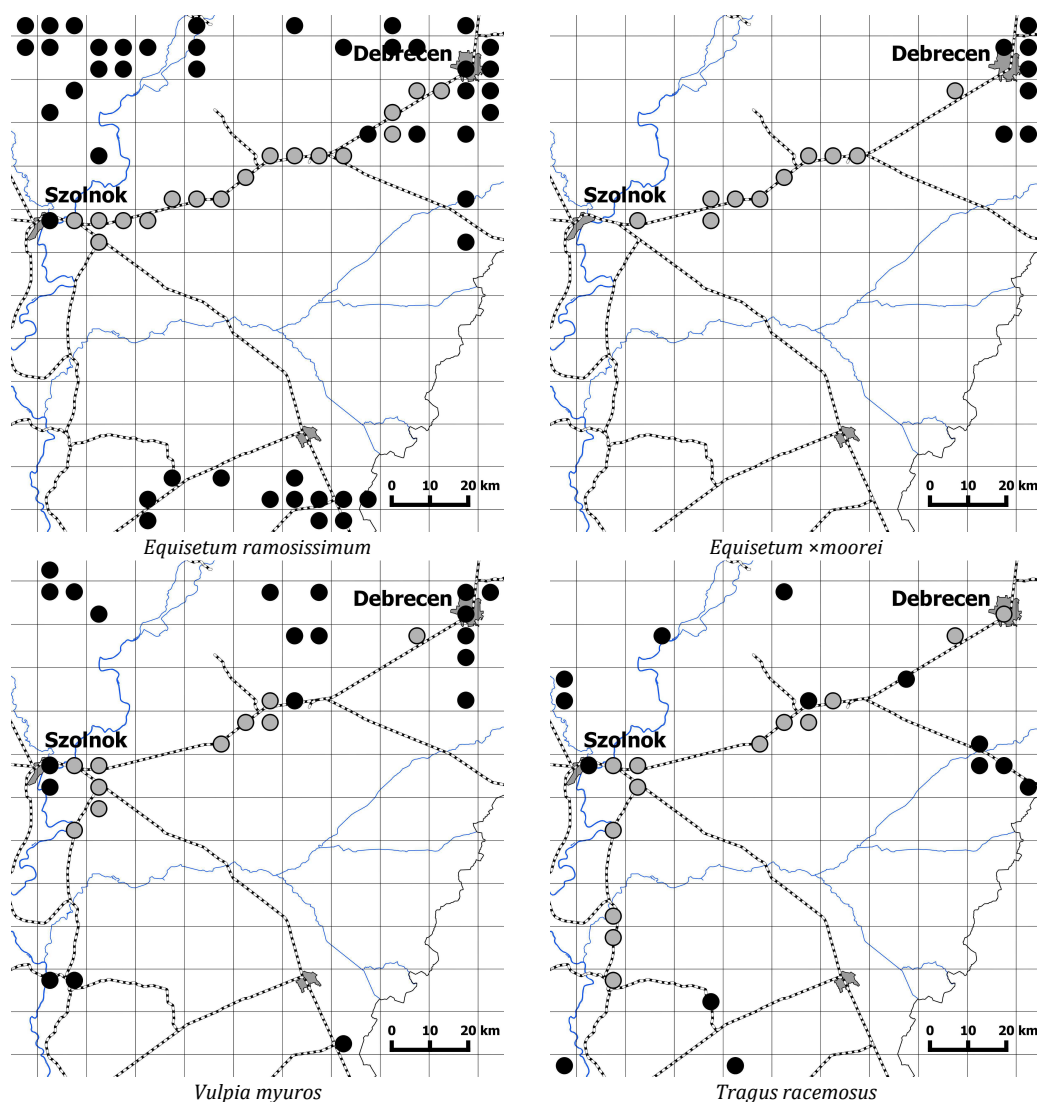 Debrecen
Szolnok
0 10 20 km
Equisetum ramosissimum
Debrecen
Szolnok
0 10 20 km
Equisetum ×moorei
Debrecen
Szolnok
0 10 20 km
Vulpia myuros
Debrecen
Szolnok
0 10 20 km
Tragus racemosus